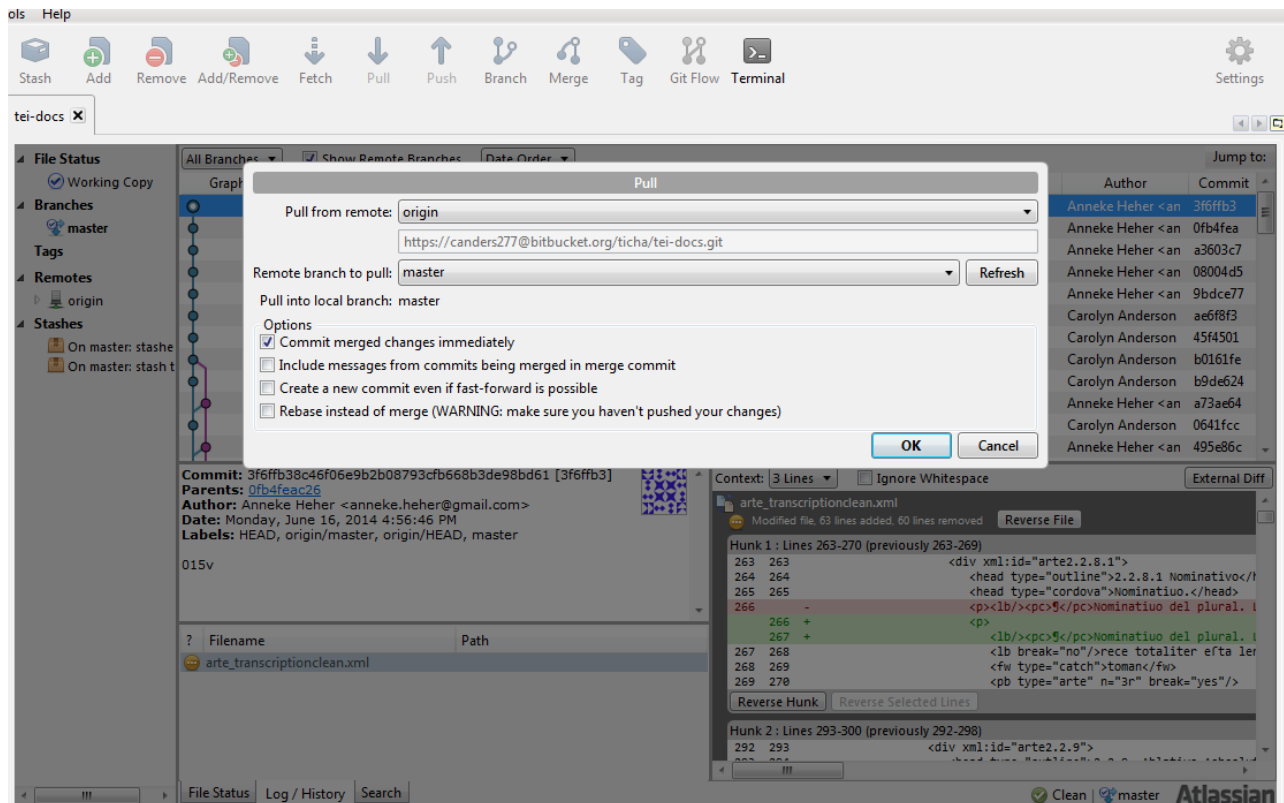 ols Help
Stash Add Remove Add/Remove Fetch Pull Push Branch Merge Tag Git Flow Terminal Settings
tei-docs
File Status
Working Copy
Branches
master
Tags
Remotes
origin
Stashes
On master: stashe
On master: stash t
All Branches Show Remote Branches Date Order Jump to:
Graph Author Commit
Anneke Heher <an 3f6ffb3
Anneke Heher <an 0fb4fea
Anneke Heher <an a3603c7
Anneke Heher <an 08004d5
Anneke Heher <an 9bdce77
Carolyn Anderson ae6f8f3
Carolyn Anderson 45f4501
Carolyn Anderson b0161fe
Carolyn Anderson b9de624
Anneke Heher <an a73ae64
Carolyn Anderson 0641fcc
Anneke Heher <an 495e86c
Pull
Pull from remote: origin
https://canders277@bitbucket.org/ticha/tei-docs.git
Remote branch to pull: master Refresh
Pull into local branch: master
Options
Commit merged changes immediately
Include messages from commits being merged in merge commit
Create a new commit even if fast-forward is possible
Rebase instead of merge (WARNING: make sure you haven't pushed your changes)
OK Cancel
Commit: 3f6ffb38c46f06e9b2b08793cfb668b3de98bd61 [3f6ffb3]
Parents: 0fb4feac26
Author: Anneke Heher <anneke.heher@gmail.com>
Date: Monday, June 16, 2014 4:56:46 PM
Labels: HEAD, origin/master, origin/HEAD, master
015v
? Filename Path
arte_transcriptionclean.xml
Context: 3 Lines Ignore Whitespace External Diff
arte_transcriptionclean.xml
Modified file, 63 lines added, 60 lines removed Reverse File
Hunk 1 : Lines 263-270 (previously 263-269)
263 263 <div xml:id="arte2.2.8.1">
264 264 <head type="outline">2.2.8.1 Nominativo</h
265 265 <head type="cordova">Nominatiuo.</head>
266 - <p><lb/><pc>¶</pc>Nominatiuo del plural. L
266 + <p>
267 + <lb/><pc>¶</pc>Nominatiuo del plural.
267 268 <lb break="no"/>rece totaliter eſta ler
268 269 <fw type="catch">toman</fw>
269 270 <pb type="arte" n="3r" break="yes"/>
Reverse Hunk Reverse Selected Lines
Hunk 2 : Lines 293-300 (previously 292-298)
292 293 <div xml:id="arte2.2.9">
File Status Log / History Search
Clean master Atlassian